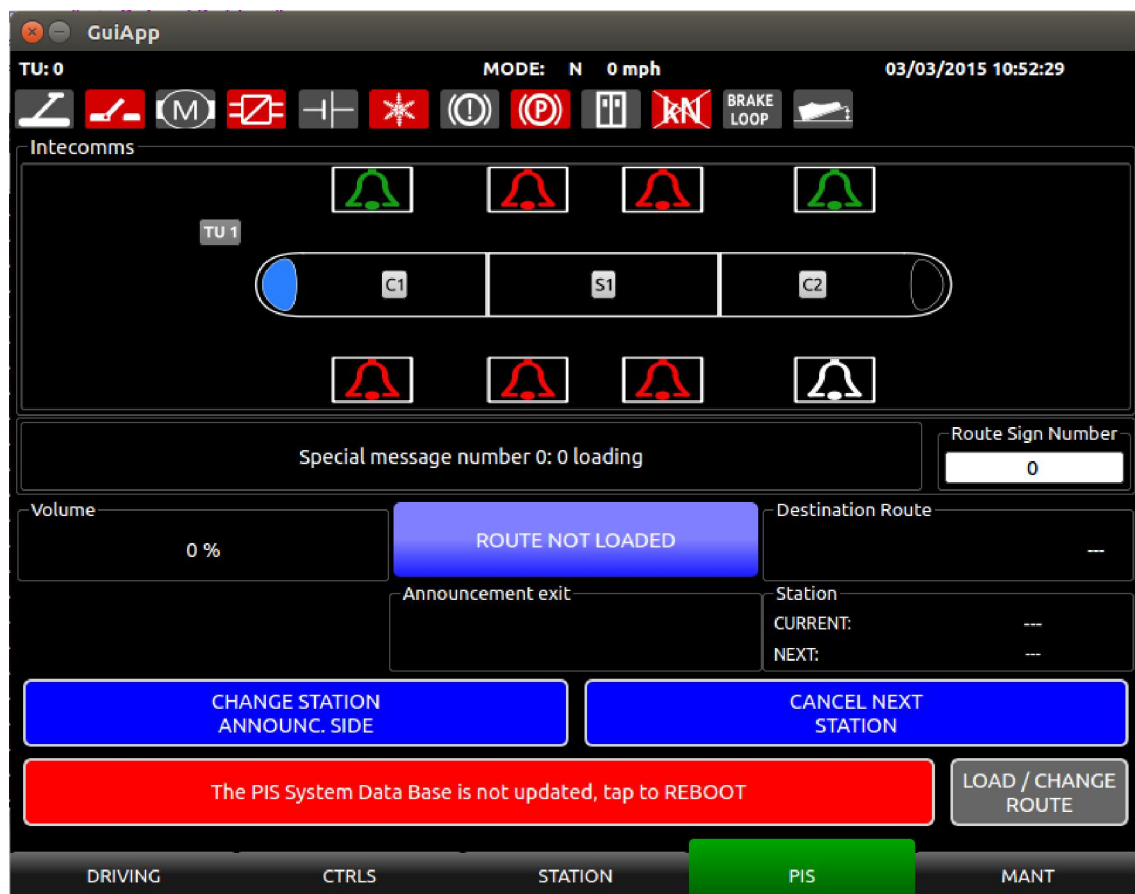 GuiApp
TU: 0 MODE: N 0 mph 03/03/2015 10:52:29
M P kN BRAKE
LOOP
Intecomms
TU 1
C1 S1 C2
Special message number 0: 0 loading
Route Sign Number
0
Volume
0 %
ROUTE NOT LOADED
Destination Route
---
Announcement exit
Station
CURRENT: ---
NEXT: ---
CHANGE STATION
ANNOUNC. SIDE
CANCEL NEXT
STATION
The PIS System Data Base is not updated, tap to REBOOT
LOAD / CHANGE
ROUTE
DRIVING CTRLS STATION PIS MANT